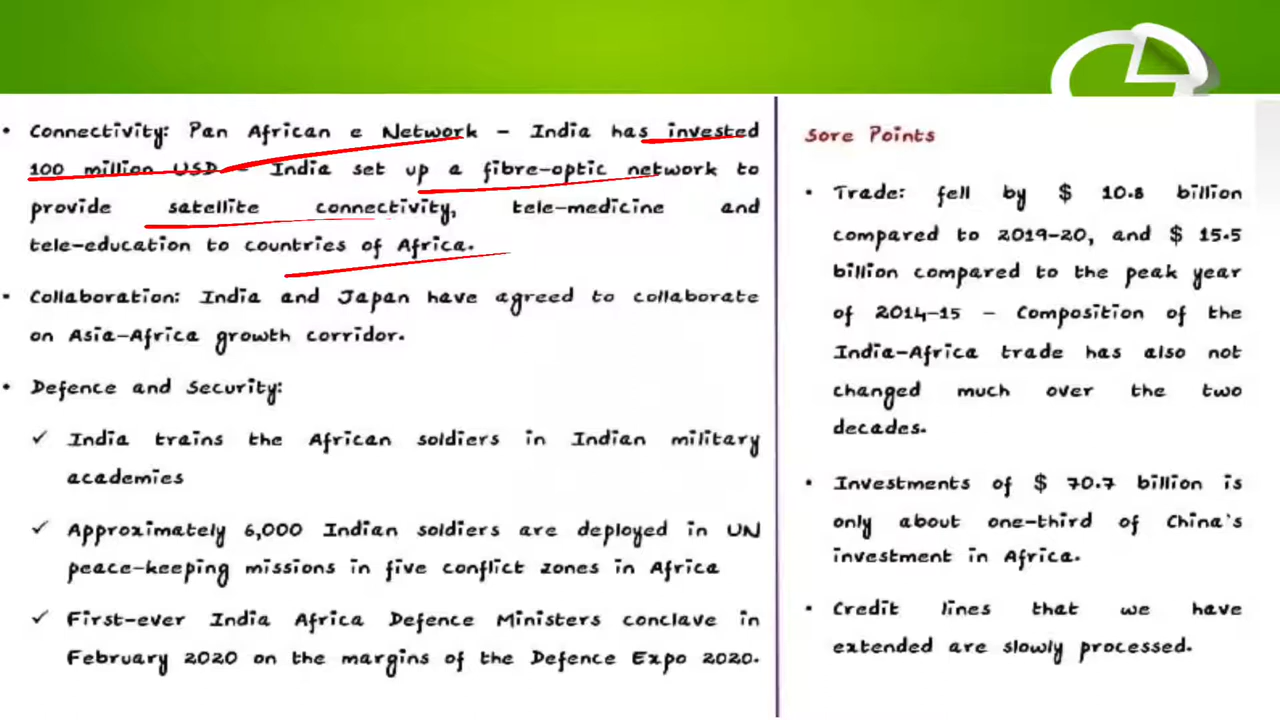 • Connectivity: Pan African e Network – India has invested
100 million USD – India set up a fibre-optic network to
provide satellite connectivity, tele-medicine and
tele-education to countries of Africa.
• Collaboration: India and Japan have agreed to collaborate
on Asia-Africa growth corridor.
• Defence and Security:
✓ India trains the African soldiers in Indian military
academies
✓ Approximately 6,000 Indian soldiers are deployed in UN
peace-keeping missions in five conflict zones in Africa
✓ First-ever India Africa Defence Ministers conclave in
February 2020 on the margins of the Defence Expo 2020.
Sore Points
• Trade: fell by $ 10.8 billion
compared to 2019-20, and $ 15.5
billion compared to the peak year
of 2014-15 – Composition of the
India-Africa trade has also not
changed much over the two
decades.
• Investments of $ 70.7 billion is
only about one-third of China's
investment in Africa.
• Credit lines that we have
extended are slowly processed.